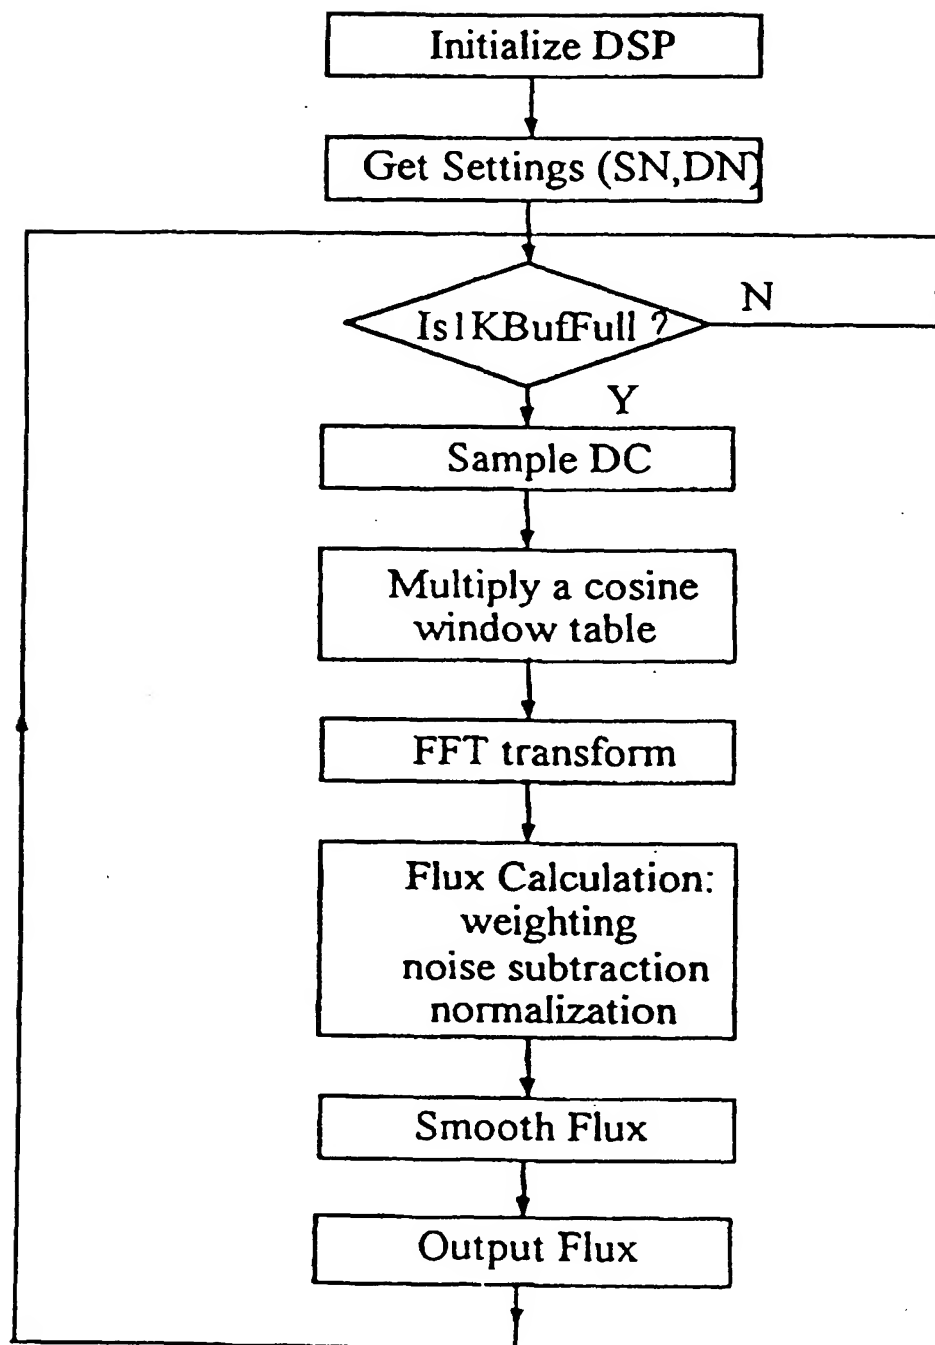 Initialize DSP
Get Settings (SN,DN)
Is1KBufFull ?
N
Y
Sample DC
Multiply a cosine
window table
FFT transform
Flux Calculation:
weighting
noise subtraction
normalization
Smooth Flux
Output Flux